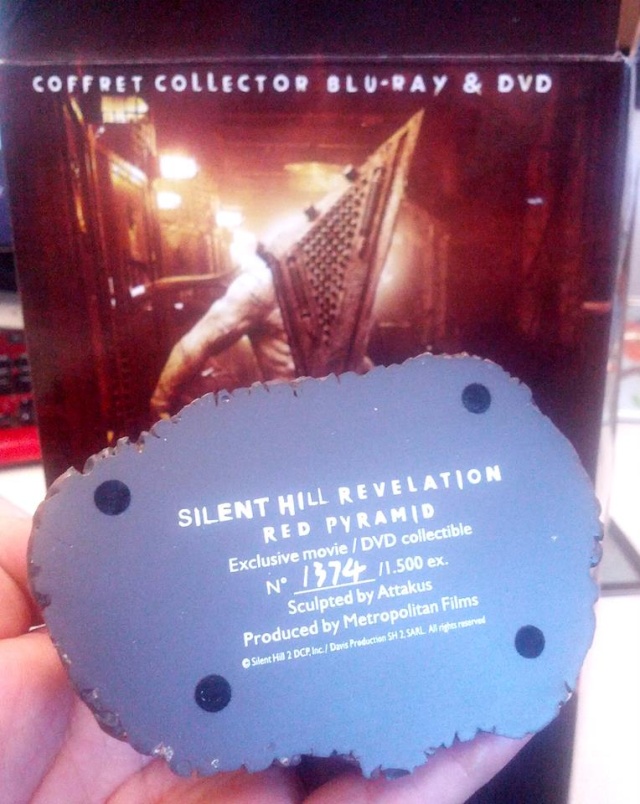 COFFRET COLLECTOR BLU-RAY & DVD
SILENT HILL REVELATION
RED PYRAMID
Exclusive movie / DVD collectible
N° 1374 /1.500 ex.
Sculpted by Attakus
Produced by Metropolitan Films
© Silent Hill 2 DCP, Inc. / Davis Production SH 2, SARL. All rights reserved